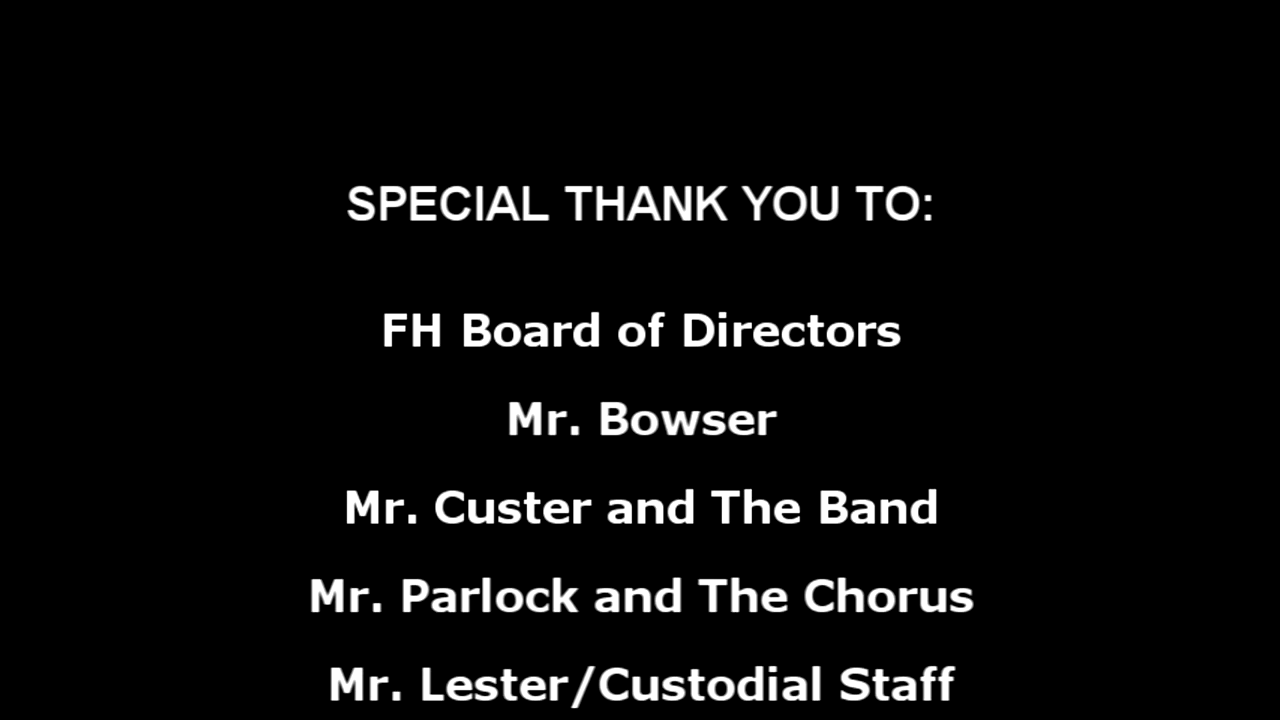 SPECIAL THANK YOU TO:
FH Board of Directors
Mr. Bowser
Mr. Custer and The Band
Mr. Parlock and The Chorus
Mr. Lester/Custodial Staff